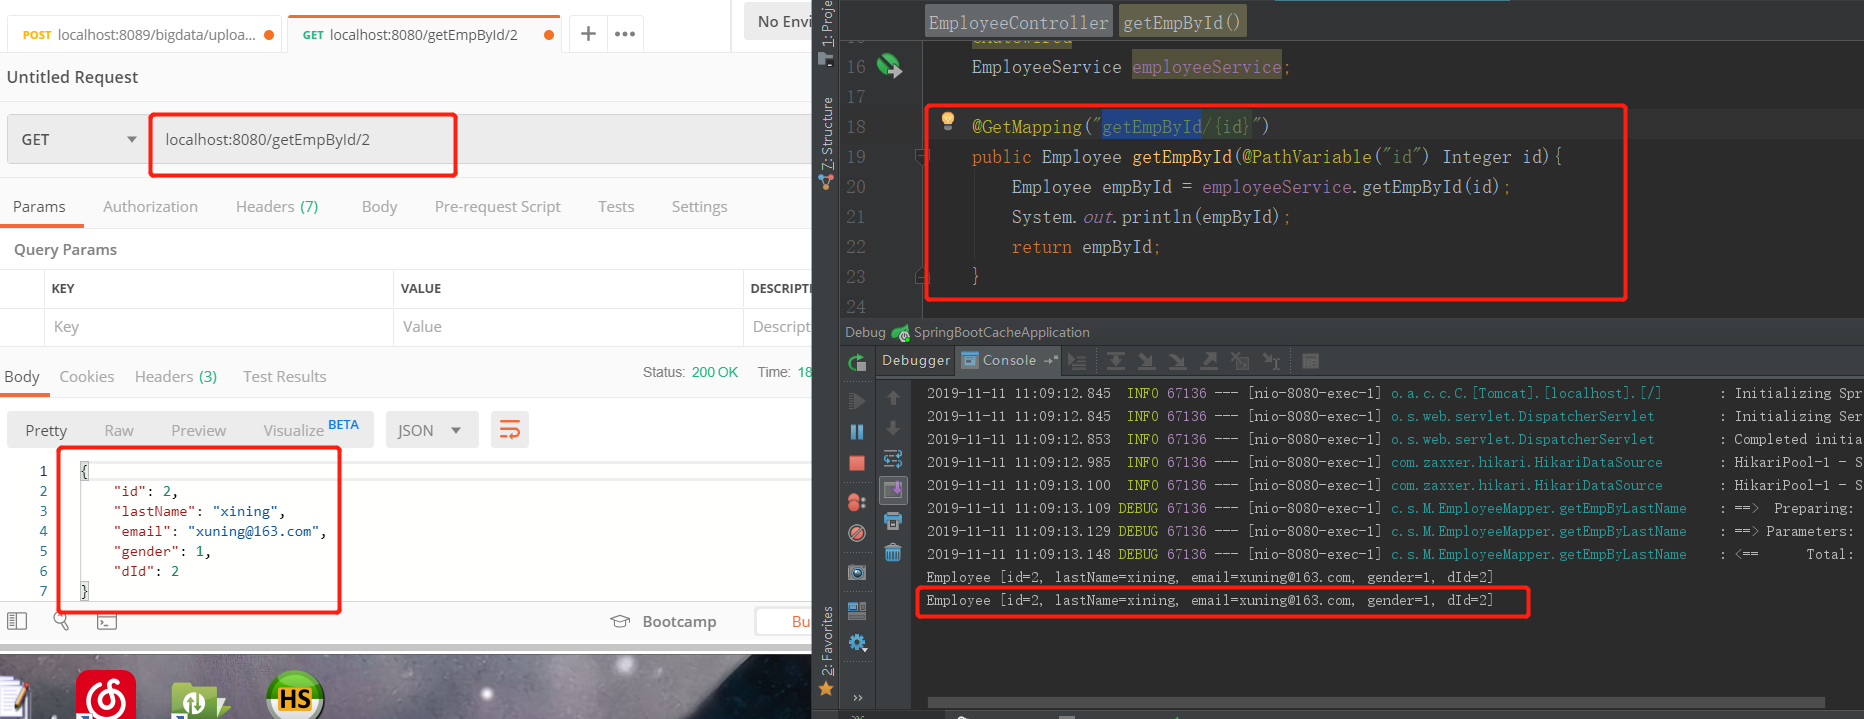 POST localhost:8089/bigdata/uploa...
GET localhost:8080/getEmpById/2
No Envi
Untitled Request
GET
localhost:8080/getEmpById/2
Params Authorization Headers (7) Body Pre-request Script Tests Settings
Query Params
KEY VALUE DESCRIPTI
Key Value Descript
Body Cookies Headers (3) Test Results Status: 200 OK Time: 18
Pretty Raw Preview Visualize BETA JSON
1 {
2 "id": 2,
3 "lastName": "xining",
4 "email": "xuning@163.com",
5 "gender": 1,
6 "dId": 2
7 }
Bootcamp Bu
HS
1: Proje
7: Structure
2: Favorites
EmployeeController getEmpById()
16 EmployeeService employeeService;
17
18 @GetMapping("getEmpById/{id}")
19 public Employee getEmpById(@PathVariable("id") Integer id){
20 Employee empById = employeeService.getEmpById(id);
21 System.out.println(empById);
22 return empById;
23 }
24
Debug SpringBootCacheApplication
Debugger Console
2019-11-11 11:09:12.845 INFO 67136 --- [nio-8080-exec-1] o.a.c.c.C.[Tomcat].[localhost].[/] : Initializing Spr
2019-11-11 11:09:12.845 INFO 67136 --- [nio-8080-exec-1] o.s.web.servlet.DispatcherServlet : Initializing Ser
2019-11-11 11:09:12.853 INFO 67136 --- [nio-8080-exec-1] o.s.web.servlet.DispatcherServlet : Completed initia
2019-11-11 11:09:12.985 INFO 67136 --- [nio-8080-exec-1] com.zaxxer.hikari.HikariDataSource : HikariPool-1 - S
2019-11-11 11:09:13.100 INFO 67136 --- [nio-8080-exec-1] com.zaxxer.hikari.HikariDataSource : HikariPool-1 - S
2019-11-11 11:09:13.109 DEBUG 67136 --- [nio-8080-exec-1] c.s.M.EmployeeMapper.getEmpByLastName : ==> Preparing:
2019-11-11 11:09:13.129 DEBUG 67136 --- [nio-8080-exec-1] c.s.M.EmployeeMapper.getEmpByLastName : ==> Parameters:
2019-11-11 11:09:13.148 DEBUG 67136 --- [nio-8080-exec-1] c.s.M.EmployeeMapper.getEmpByLastName : <== Total:
Employee [id=2, lastName=xining, email=xuning@163.com, gender=1, dId=2]
Employee [id=2, lastName=xining, email=xuning@163.com, gender=1, dId=2]